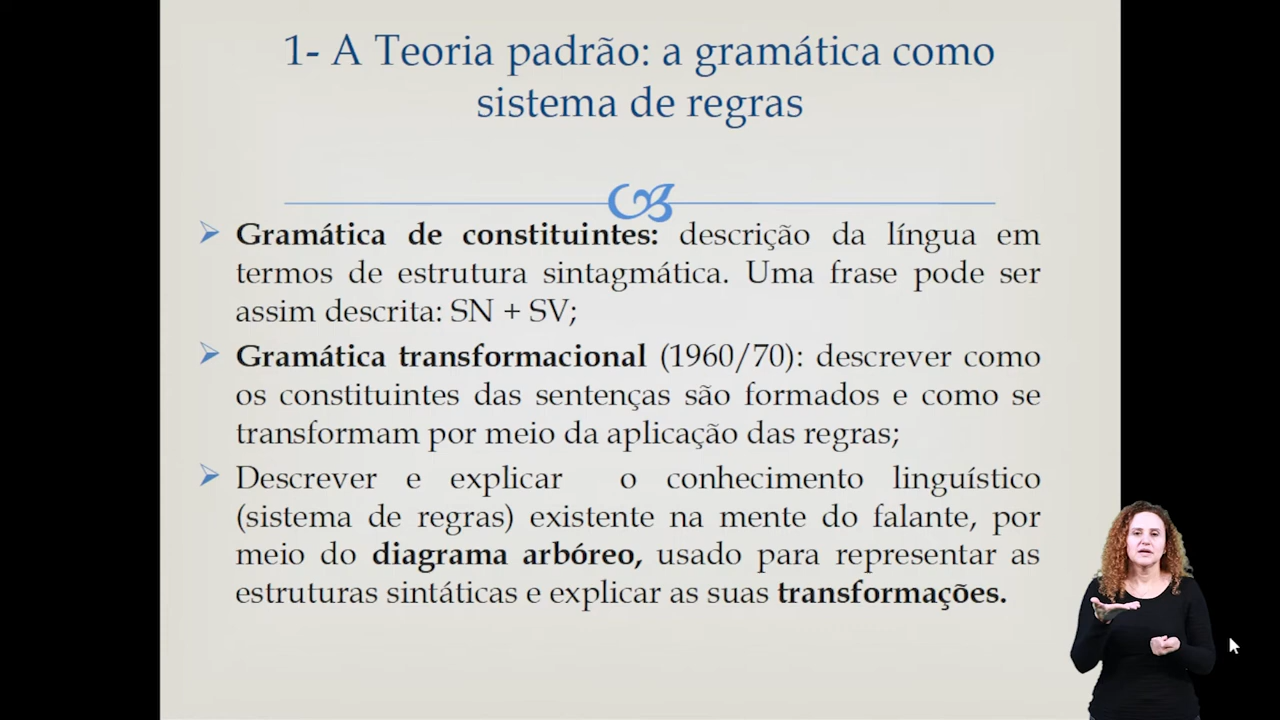 1- A Teoria padrão: a gramática como
sistema de regras
Gramática de constituintes: descrição da língua em
termos de estrutura sintagmática. Uma frase pode ser
assim descrita: SN + SV;
Gramática transformacional (1960/70): descrever como
os constituintes das sentenças são formados e como se
transformam por meio da aplicação das regras;
Descrever e explicar o conhecimento linguístico
(sistema de regras) existente na mente do falante, por
meio do diagrama arbóreo, usado para representar as
estruturas sintáticas e explicar as suas transformações.